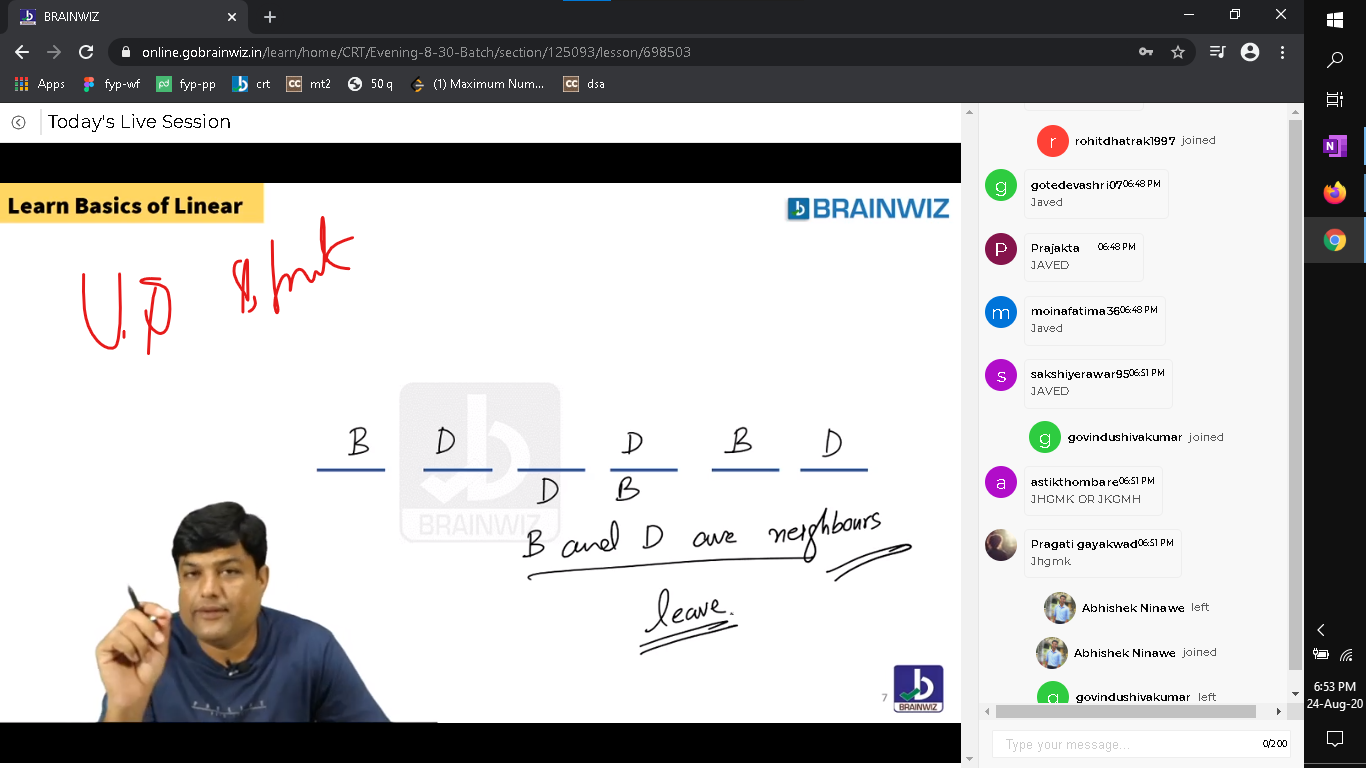 BRAINWIZ
online.gobrainwiz.in/learn/home/CRT/Evening-8-30-Batch/section/125093/lesson/698503
Apps fyp-wf fyp-pp crt mt2 50 q (1) Maximum Num... dsa
Today's Live Session
Learn Basics of Linear
BRAINWIZ
B D D B D
D B
BRAINWIZ
B and D are neighbours
leave.
7
r rohitdhatrak1997 joined
g gotedevashri07 06:48 PM
Javed
P Prajakta 06:48 PM
JAVED
m moinafatima36 06:48 PM
Javed
s sakshiyerawar95 06:51 PM
JAVED
g govindushivakumar joined
a astikthombare 06:51 PM
JHGMK OR JKGMH
Pragati gayakwad 06:51 PM
Jhgmk
Abhishek Ninawe left
Abhishek Ninawe joined
g govindushivakumar left
Type your message... 0/200
6:53 PM
24-Aug-20